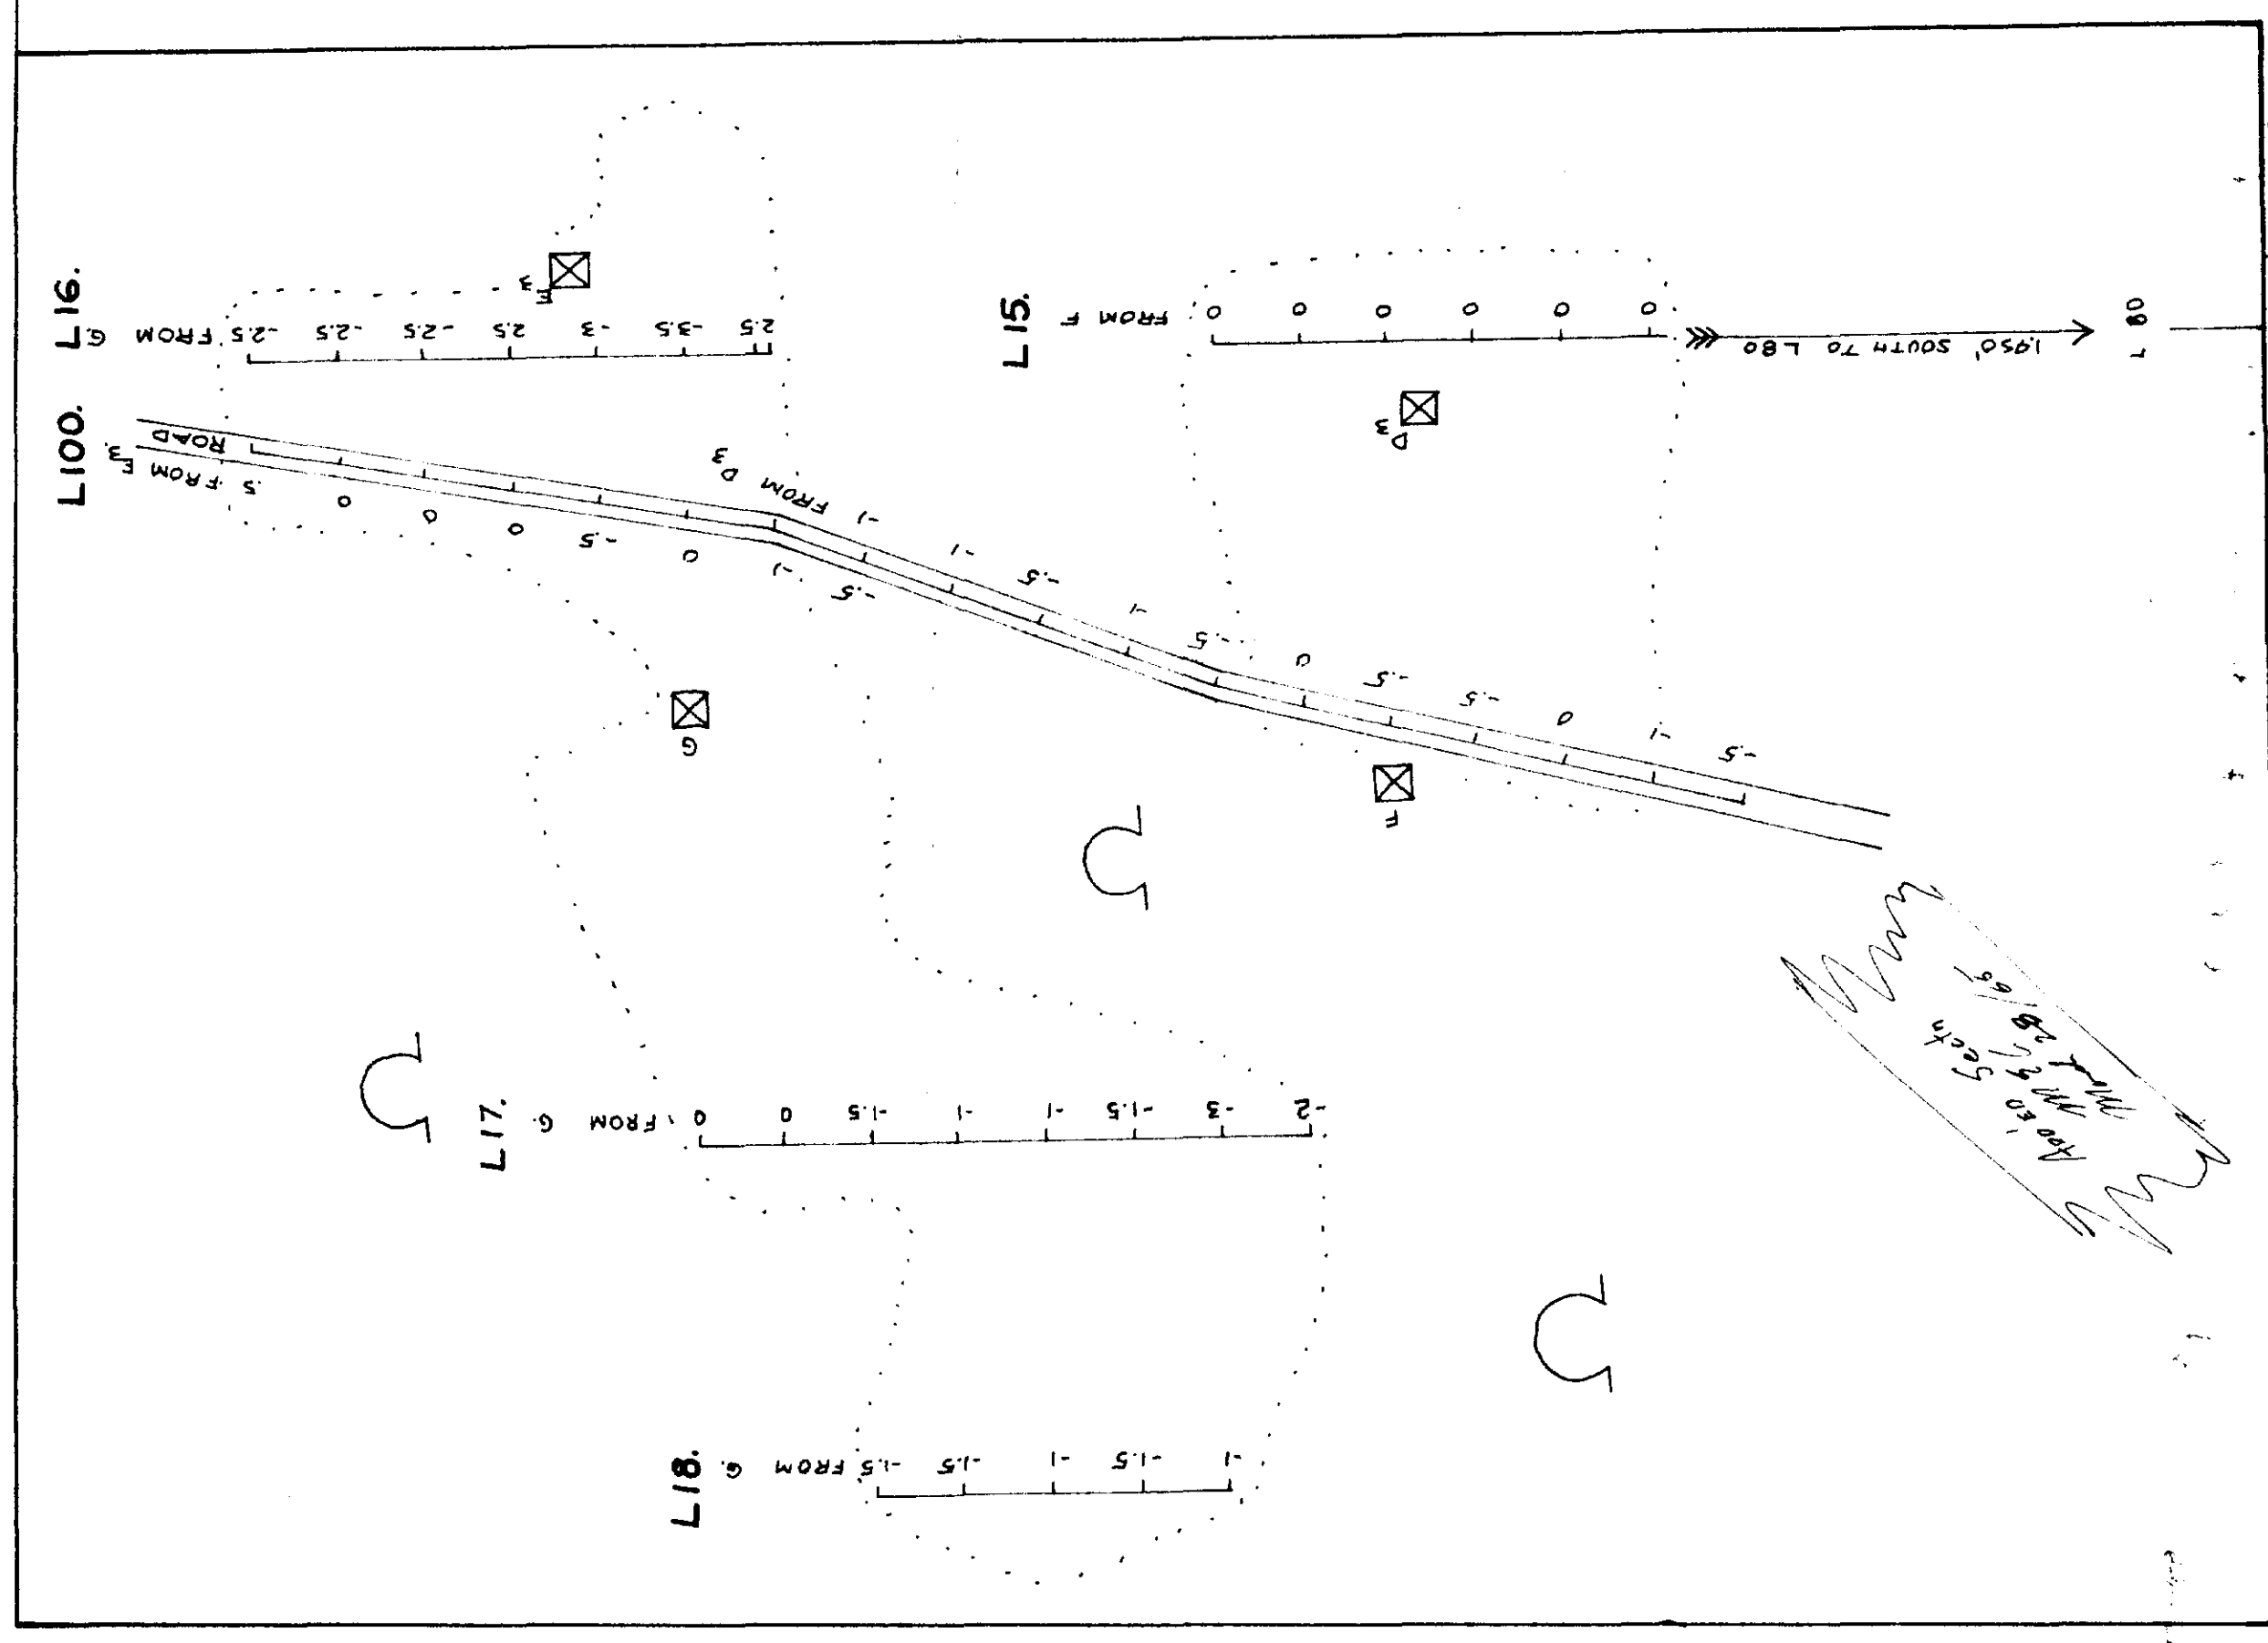 L16.
FROM G. -2.5 -2.5 -2.5 2.5 -3 -3.5 2.5
E3
L100.
ROAD
FROM E3 .5 0 0 0 -.5 0 -1 -.5
FROM D3 -1 -1 -.5 -1 -.5 0 -.5 -.5 0 -1 -.5
L15.
FROM F 0 0 0 0 0 0
1,950' SOUTH TO L80
L 80
D3
G
F
L17.
FROM G. 0 0 -1.5 -1 -1 -1.5 -3 -2
L18.
FROM G. -1.5 -1.5 -1 -1.5 -1